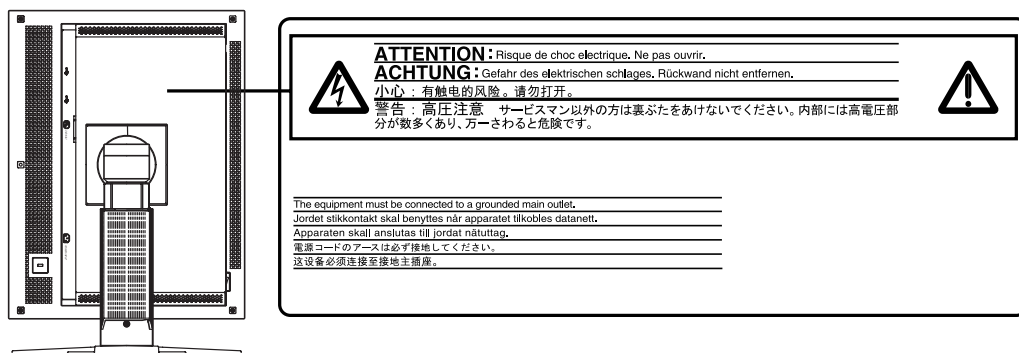 ATTENTION : Risque de choc electrique. Ne pas ouvrir.
ACHTUNG : Gefahr des elektrischen schlages. Rückwand nicht entfernen.
小心 : 有触电的风险。请勿打开。
警告 : 高圧注意 サービスマン以外の方は裏ぶたをあけないでください。内部には高電圧部
分が数多くあり、万一さわると危険です。
The equipment must be connected to a grounded main outlet.
Jordet stikkontakt skal benyttes når apparatet tilkobles datanett.
Apparaten skall anslutas till jordat nätuttag.
電源コードのアースは必ず接地してください。
这设备必须连接至接地主插座。